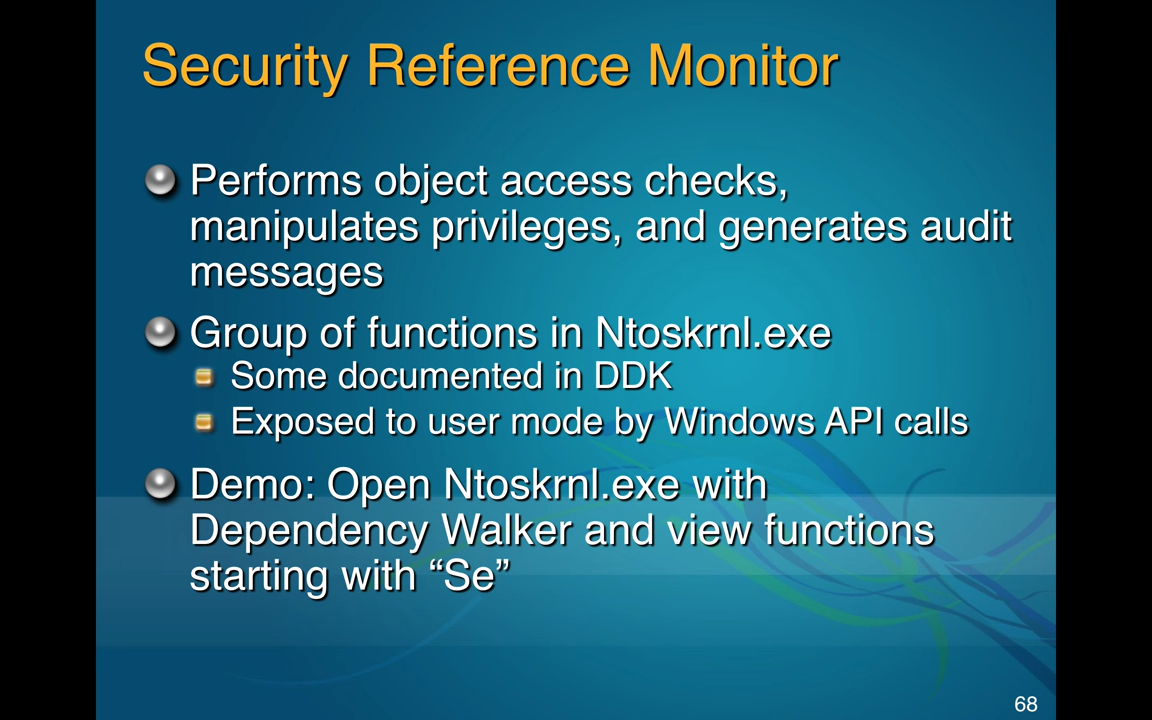 Security Reference Monitor
Performs object access checks,
manipulates privileges, and generates audit
messages
Group of functions in Ntoskrnl.exe
Some documented in DDK
Exposed to user mode by Windows API calls
Demo: Open Ntoskrnl.exe with
Dependency Walker and view functions
starting with “Se”
68